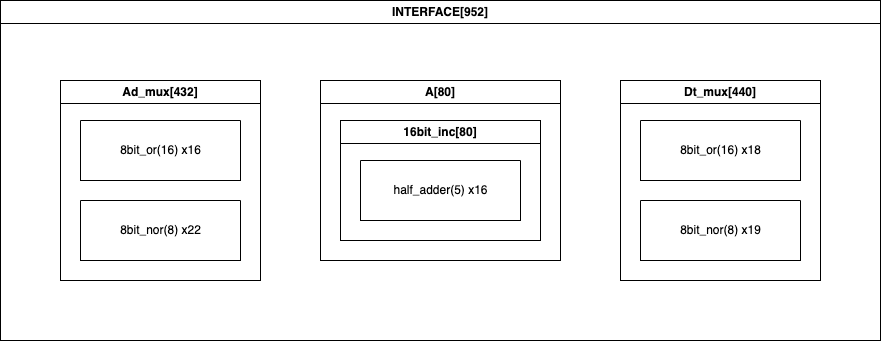 INTERFACE[952]
Ad_mux[432]
8bit_or(16) x16
8bit_nor(8) x22
A[80]
16bit_inc[80]
half_adder(5) x16
Dt_mux[440]
8bit_or(16) x18
8bit_nor(8) x19